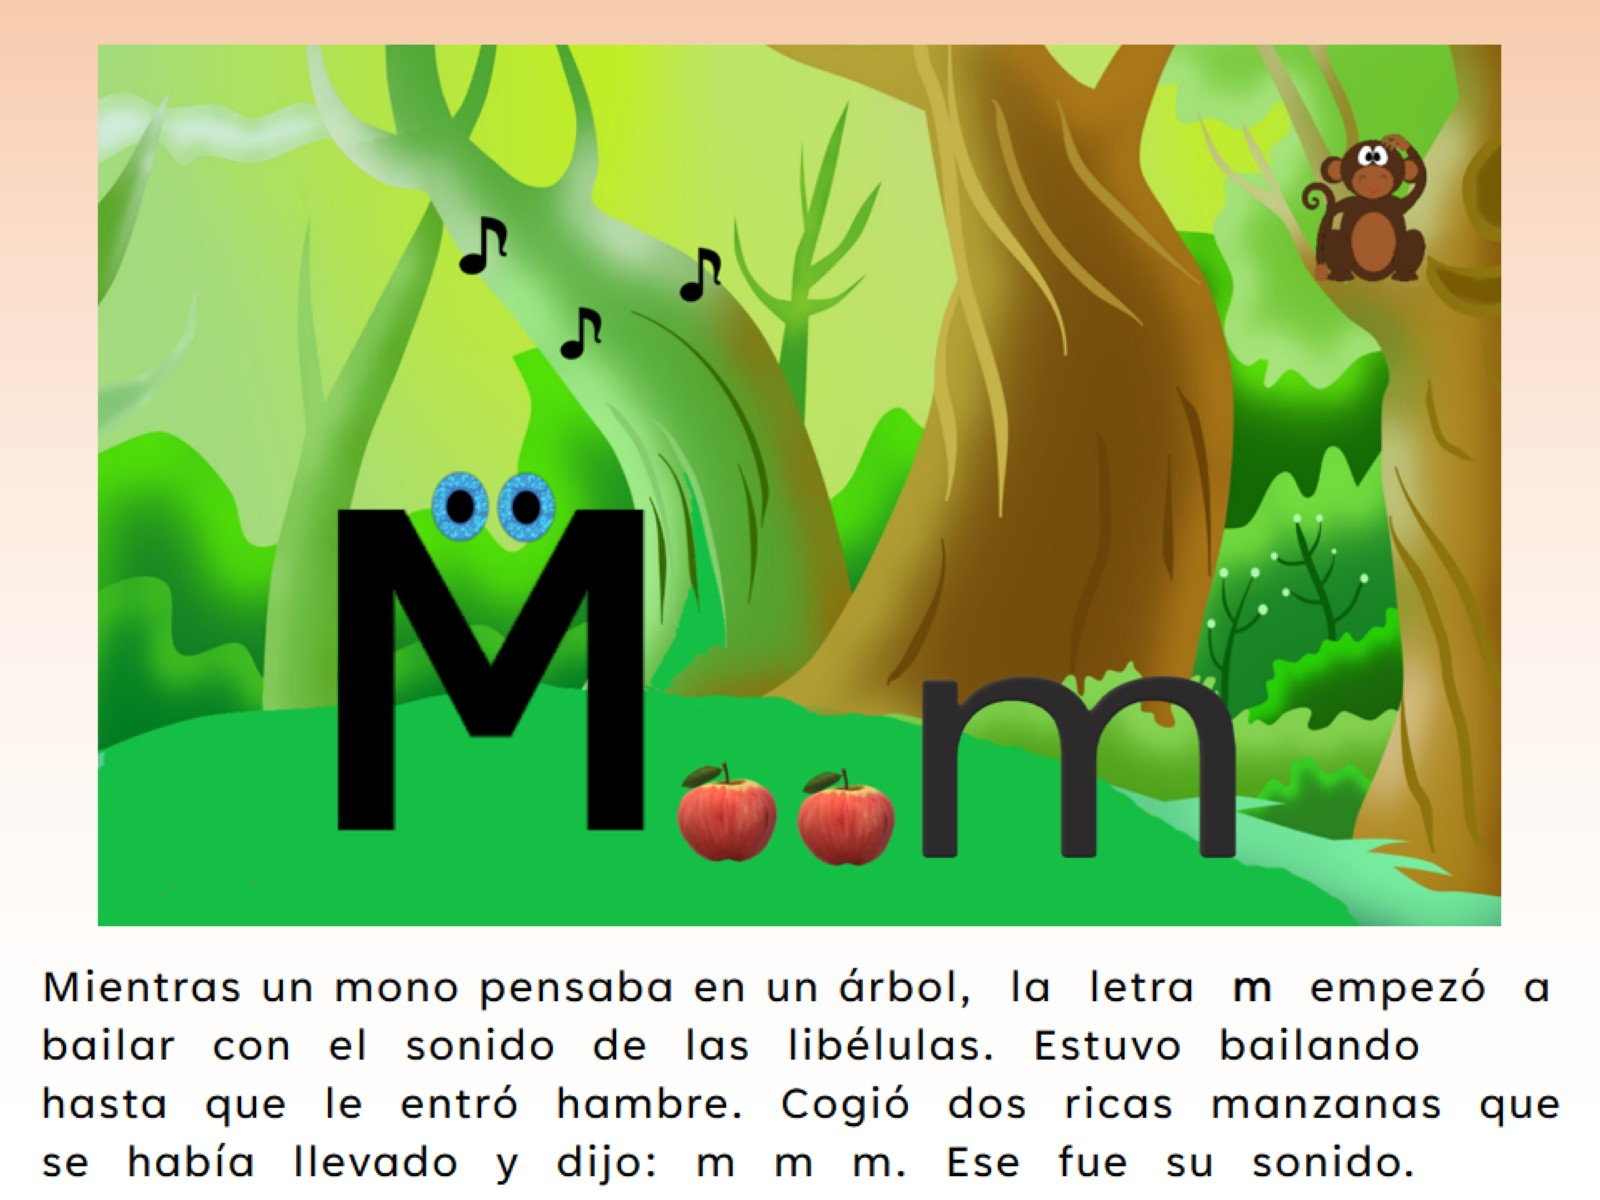 M m
Mientras un mono pensaba en un árbol, la letra m empezó a
bailar con el sonido de las libélulas. Estuvo bailando
hasta que le entró hambre. Cogió dos ricas manzanas que
se había llevado y dijo: m m m. Ese fue su sonido.